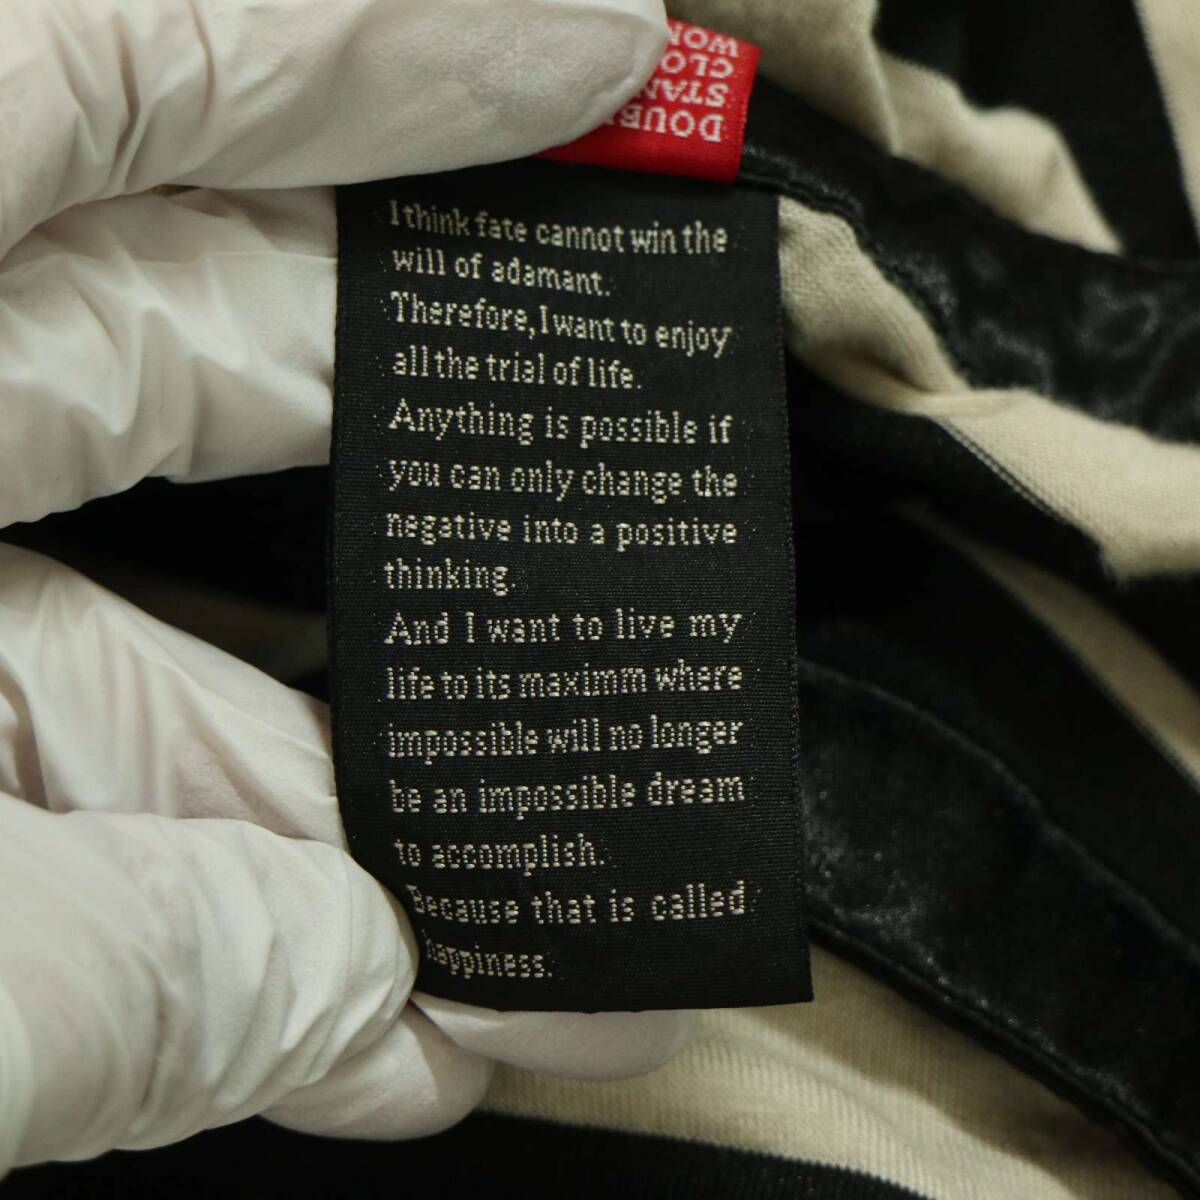 I think fate cannot win the
will of adamant.
Therefore, I want to enjoy
all the trial of life.
Anything is possible if
you can only change the
negative into a positive
thinking.
And I want to live my
life to its maximm where
impossible will no longer
be an impossible dream
to accomplish.
Because that is called
happiness.